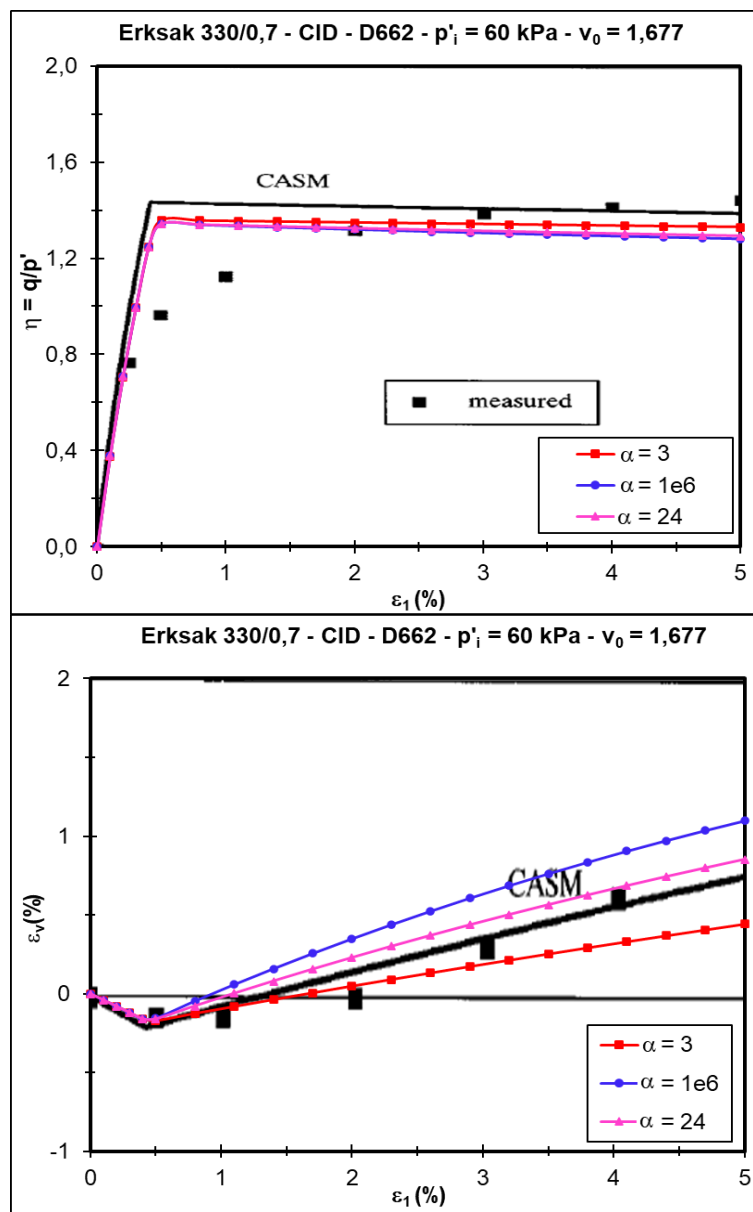 Erksak 330/0,7 - CID - D662 - p'i = 60 kPa - v0 = 1,677
2,0
1,6
1,2
0,8
0,4
0,0
η = q/p'
CASM
measured
α = 3
α = 1e6
α = 24
0 1 2 3 4 5
ε1 (%)
Erksak 330/0,7 - CID - D662 - p'i = 60 kPa - v0 = 1,677
2
1
0
-1
εv(%)
CASM
α = 3
α = 1e6
α = 24
0 1 2 3 4 5
ε1 (%)